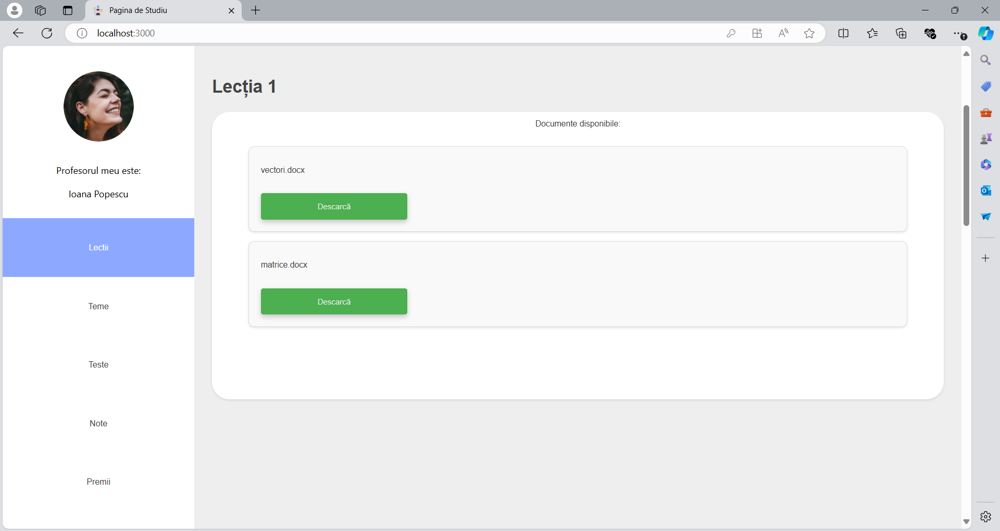 Pagina de Studiu
localhost:3000
Profesorul meu este:
Ioana Popescu
Lectii
Teme
Teste
Note
Premii
Lecția 1
Documente disponibile:
vectori.docx
Descarcă
matrice.docx
Descarcă